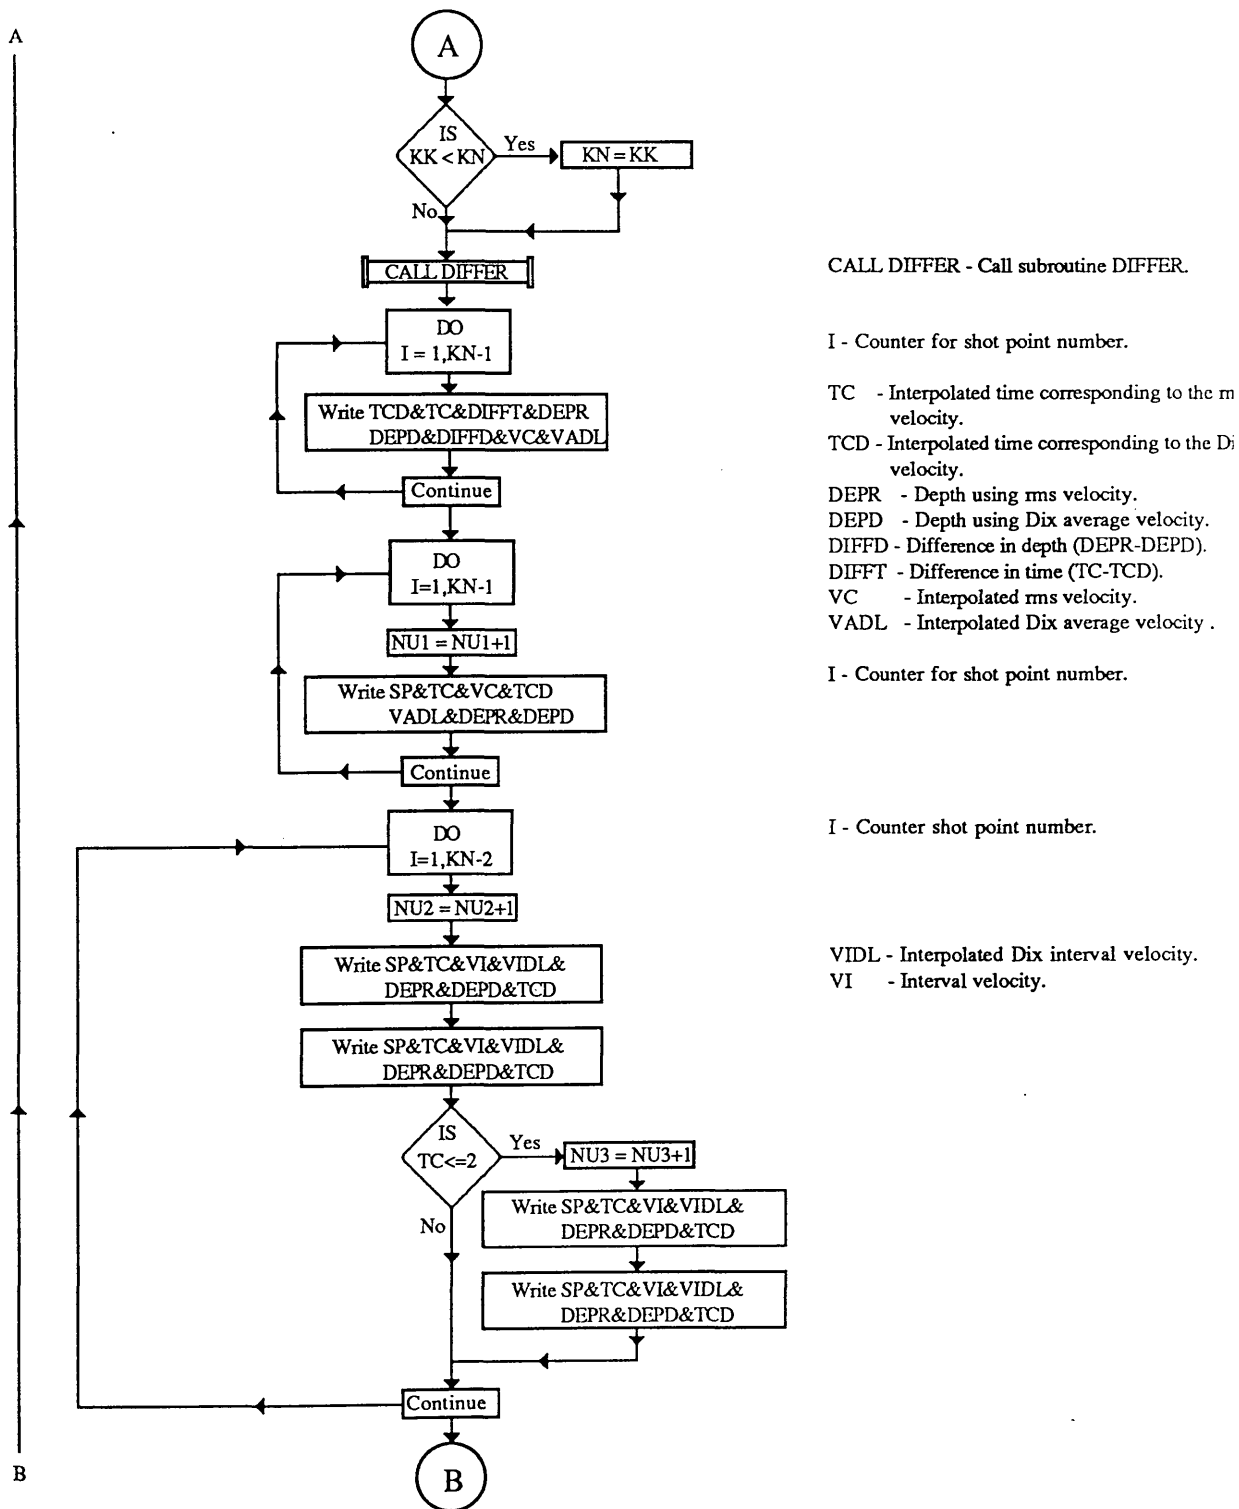 A
A
IS
KK < KN
Yes
KN = KK
No
CALL DIFFER
CALL DIFFER - Call subroutine DIFFER.
DO
I = 1,KN-1
I - Counter for shot point number.
Write TCD&TC&DIFFT&DEPR
DEPD&DIFFD&VC&VADL
Continue
TC - Interpolated time corresponding to the
velocity.
TCD - Interpolated time corresponding to the
velocity.
DEPR - Depth using rms velocity.
DEPD - Depth using Dix average velocity.
DIFFD - Difference in depth (DEPR-DEPD).
DIFFT - Difference in time (TC-TCD).
VC - Interpolated rms velocity.
VADL - Interpolated Dix average velocity .
DO
I=1,KN-1
NU1 = NU1+1
I - Counter for shot point number.
Write SP&TC&VC&TCD
VADL&DEPR&DEPD
Continue
DO
I=1,KN-2
I - Counter shot point number.
NU2 = NU2+1
Write SP&TC&VI&VIDL&
DEPR&DEPD&TCD
VIDL - Interpolated Dix interval velocity.
VI - Interval velocity.
Write SP&TC&VI&VIDL&
DEPR&DEPD&TCD
IS
TC<=2
Yes
NU3 = NU3+1
No
Write SP&TC&VI&VIDL&
DEPR&DEPD&TCD
Write SP&TC&VI&VIDL&
DEPR&DEPD&TCD
Continue
B
B